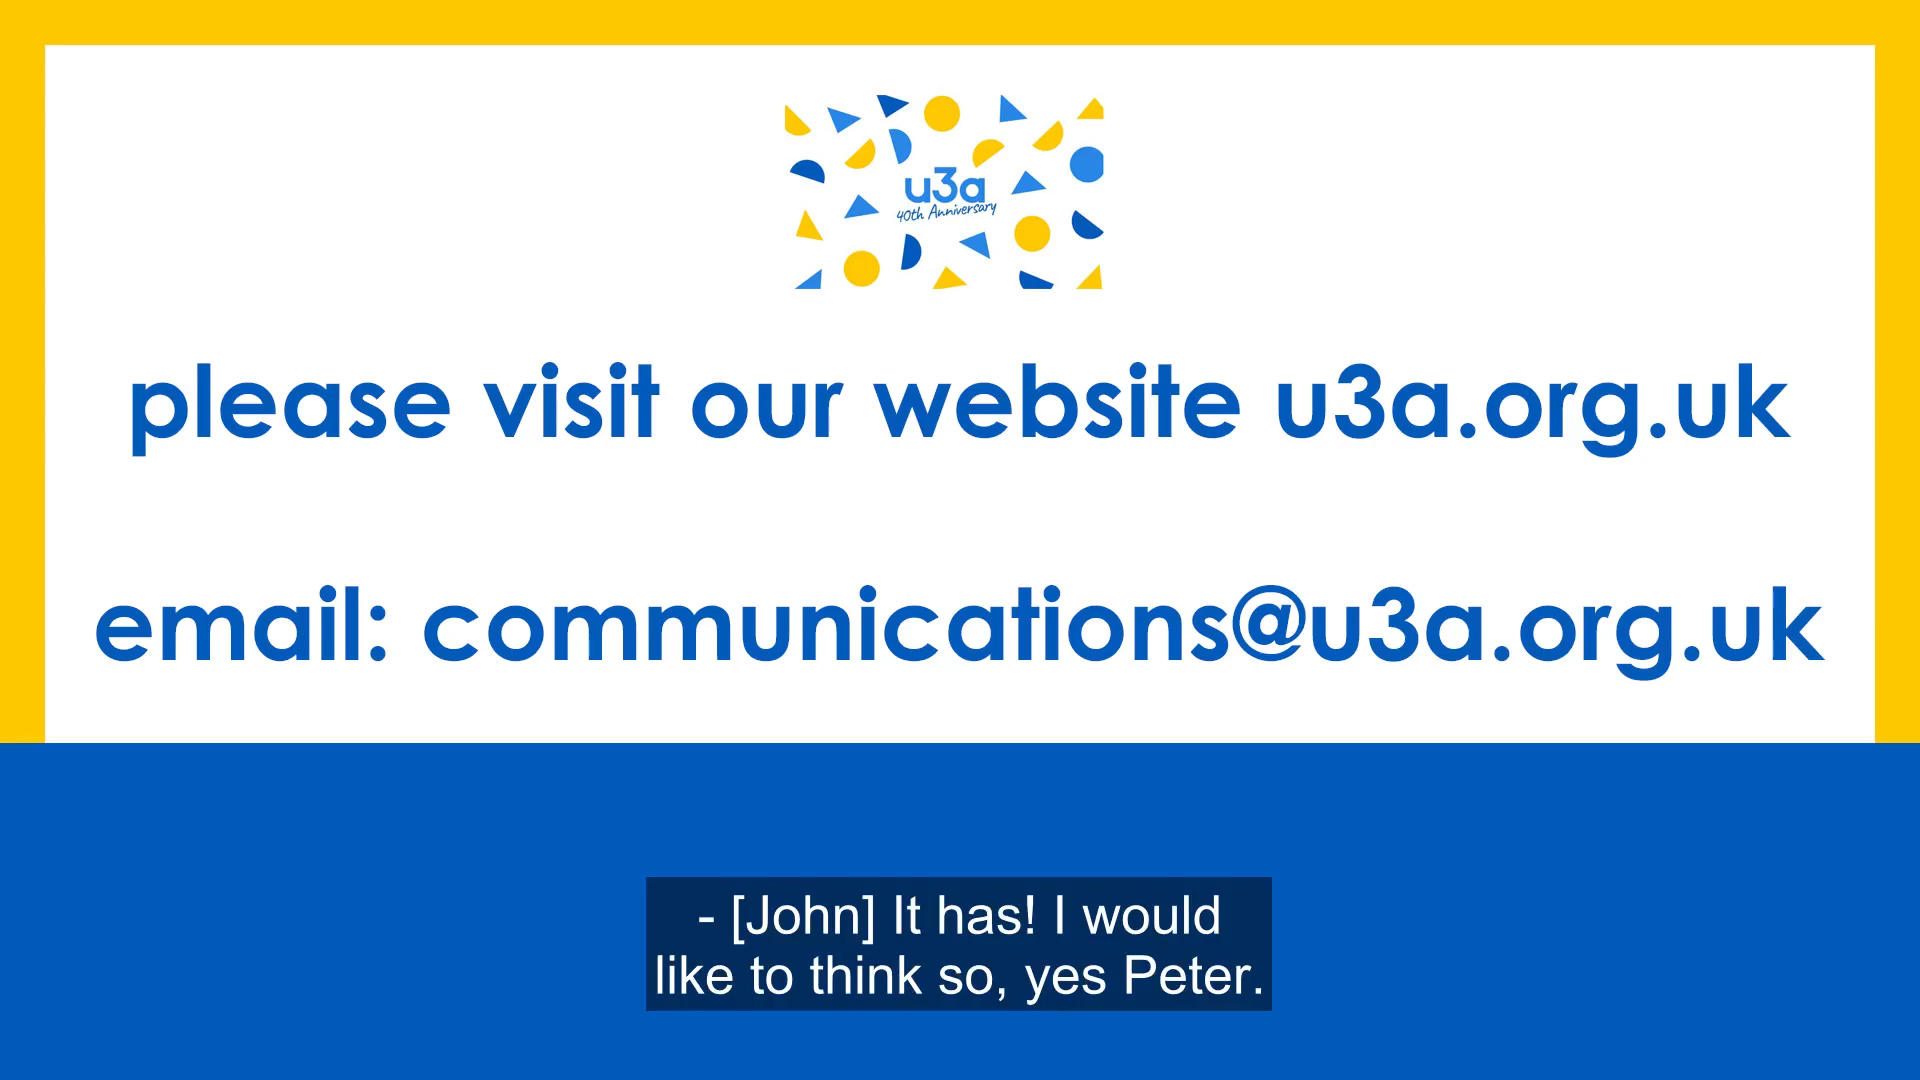 u3a
40th Anniversary
please visit our website u3a.org.uk
email: communications@u3a.org.uk
- [John] It has! I would
like to think so, yes Peter.